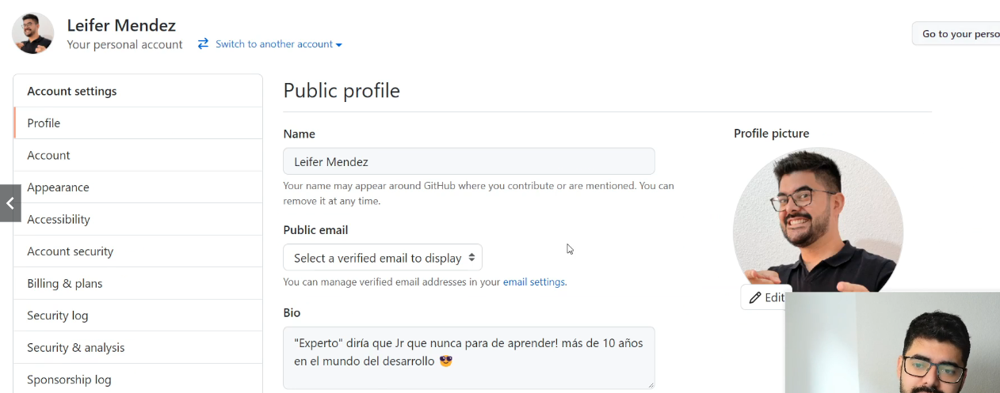 Leifer Mendez
Your personal account
Switch to another account
Go to your perso
Account settings
Profile
Account
Appearance
Accessibility
Account security
Billing & plans
Security log
Security & analysis
Sponsorship log
Public profile
Name
Leifer Mendez
Your name may appear around GitHub where you contribute or are mentioned. You can
remove it at any time.
Public email
Select a verified email to display
You can manage verified email addresses in your email settings.
Bio
"Experto" diría que Jr que nunca para de aprender! más de 10 años
en el mundo del desarrollo 😎
Profile picture
Edit